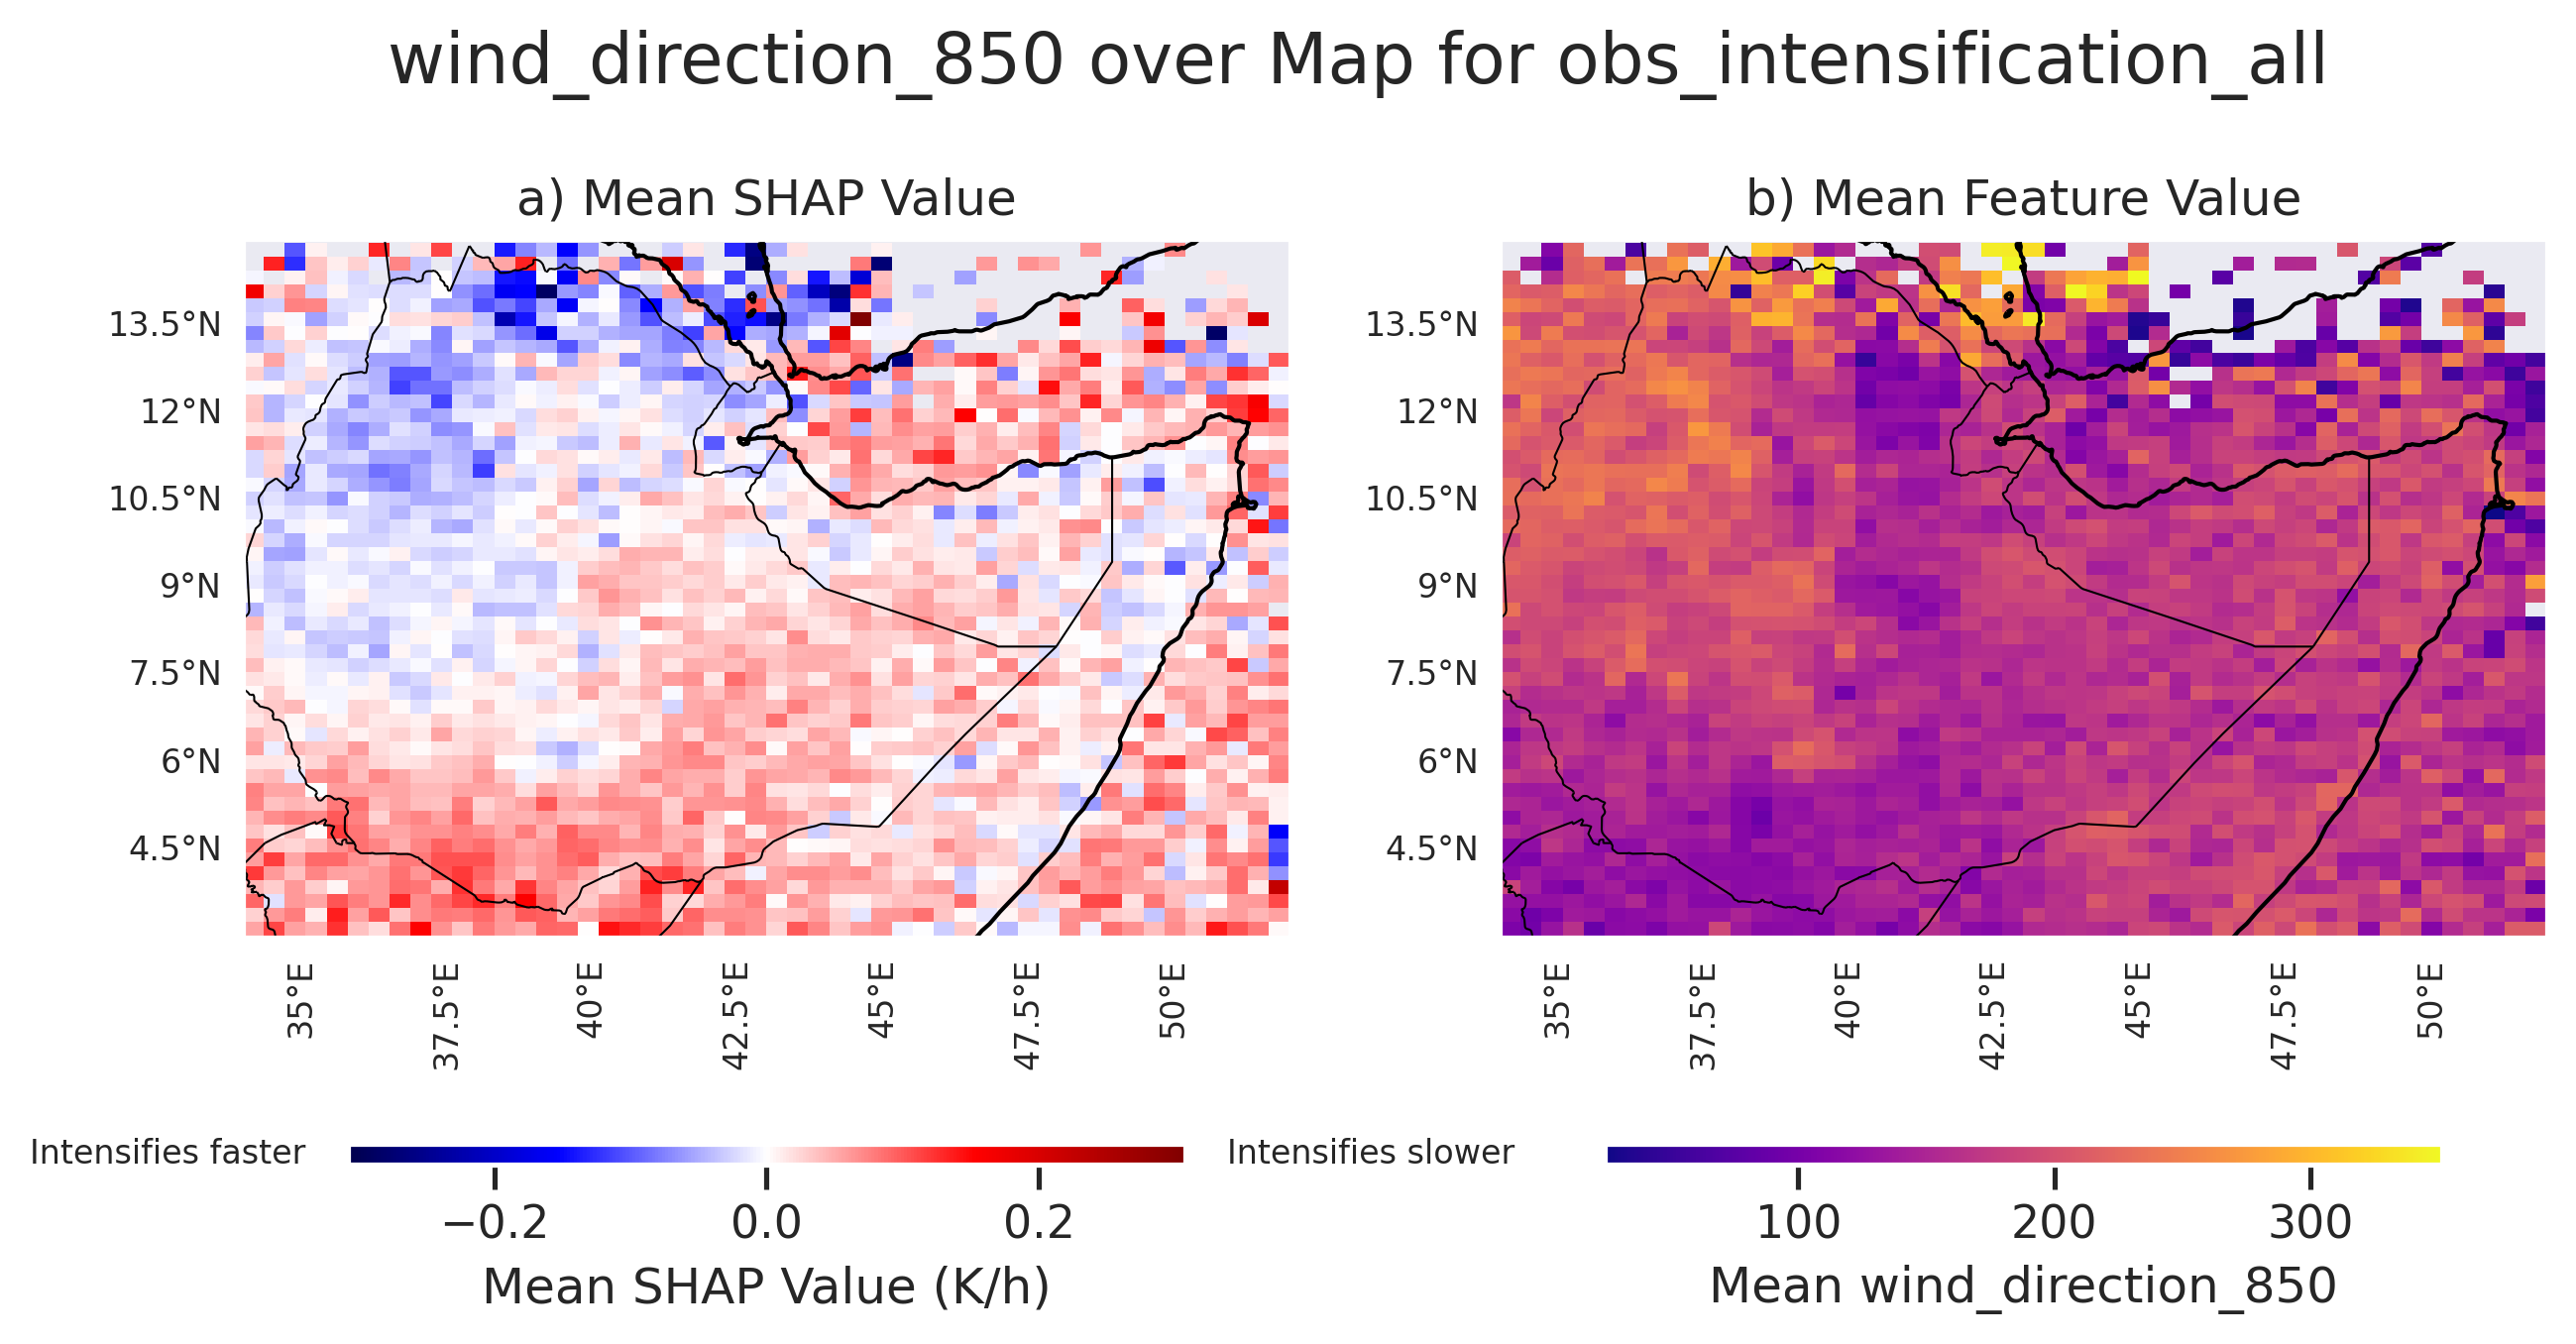 wind_direction_850 over Map for obs_intensification_all
a) Mean SHAP Value
b) Mean Feature Value
13.5°N
12°N
10.5°N
9°N
7.5°N
6°N
4.5°N
35°E
37.5°E
40°E
42.5°E
45°E
47.5°E
50°E
13.5°N
12°N
10.5°N
9°N
7.5°N
6°N
4.5°N
35°E
37.5°E
40°E
42.5°E
45°E
47.5°E
50°E
Intensifies faster
Intensifies slower
−0.2 0.0 0.2
Mean SHAP Value (K/h)
100 200 300
Mean wind_direction_850